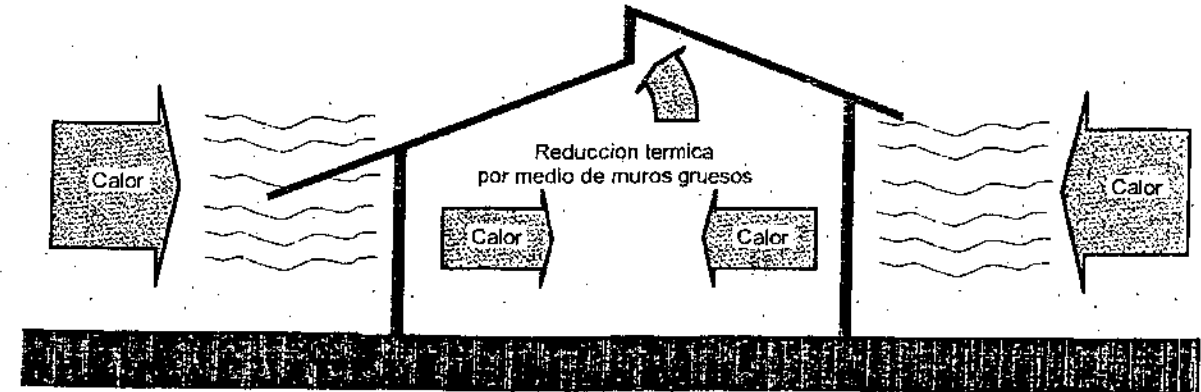 Reduccion termica
por medio de muros gruesos
Calor
Calor
Calor
Calor